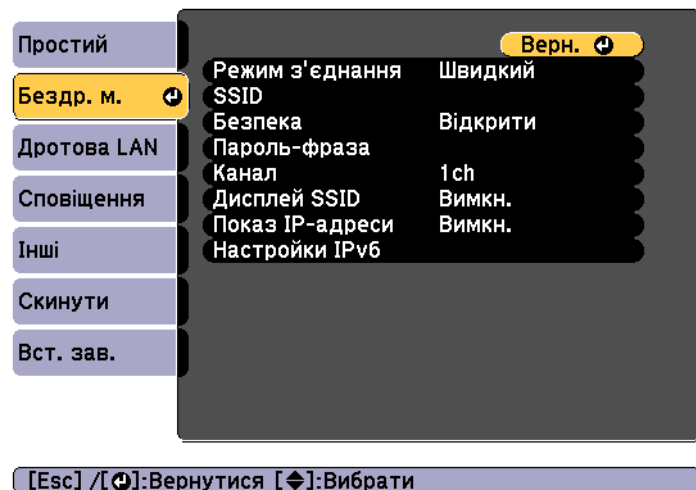 Простий
Бездр. м.
Дротова LAN
Сповіщення
Інші
Скинути
Вст. зав.
Верн.
Режим з'єднання Швидкий
SSID
Безпека Відкрити
Пароль-фраза
Канал 1ch
Дисплей SSID Вимкн.
Показ IP-адреси Вимкн.
Настройки IPv6
[Esc] /[⏎]:Вернутися [◆]:Вибрати